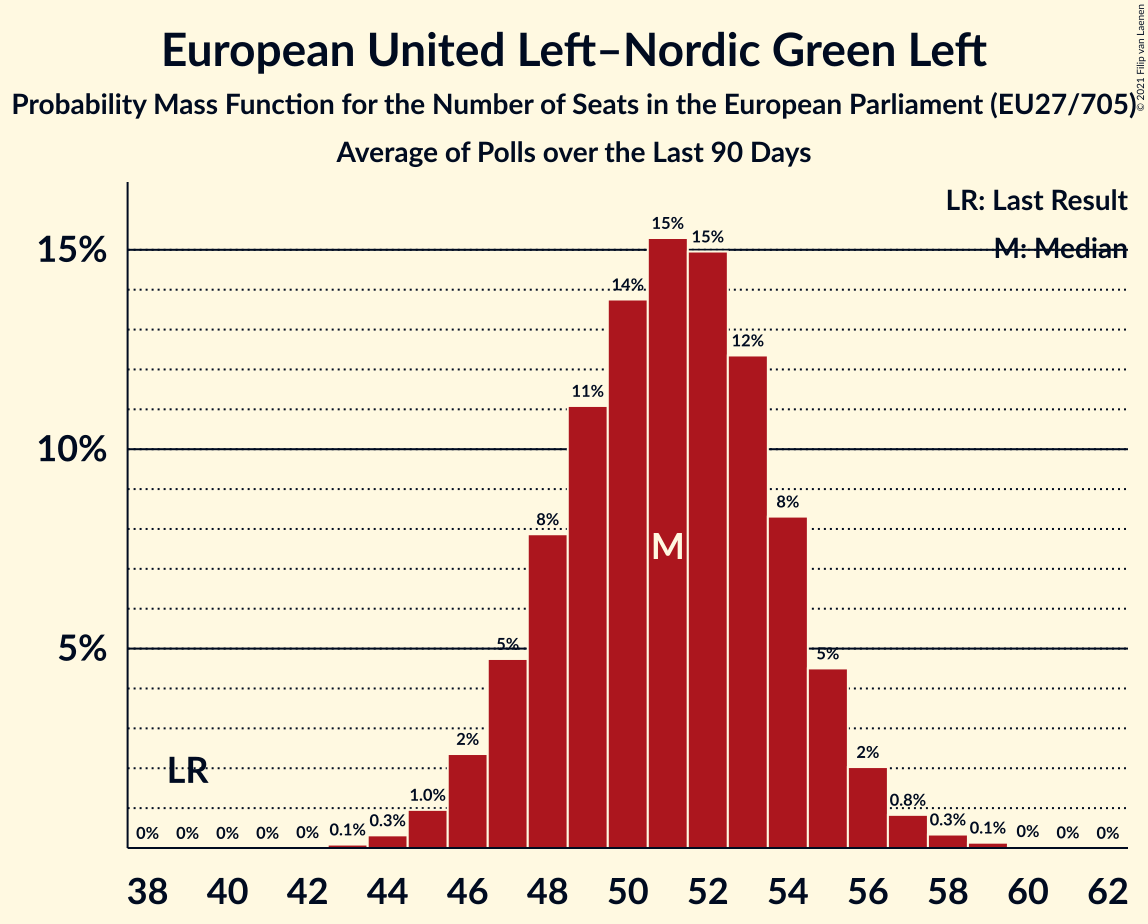 European United Left–Nordic Green Left
Probability Mass Function for the Number of Seats in the European Parliament (EU27/705)
Average of Polls over the Last 90 Days
© 2021 Filip van Laenen
LR: Last Result
M: Median
15%
10%
5%
0% 0% 0% 0% 0% 0.1% 0.3% 1.0% 2% 5% 8% 11% 14% 15% 15% 12% 8% 5% 2% 0.8% 0.3% 0.1% 0% 0% 0%
LR
M
38 40 42 44 46 48 50 52 54 56 58 60 62